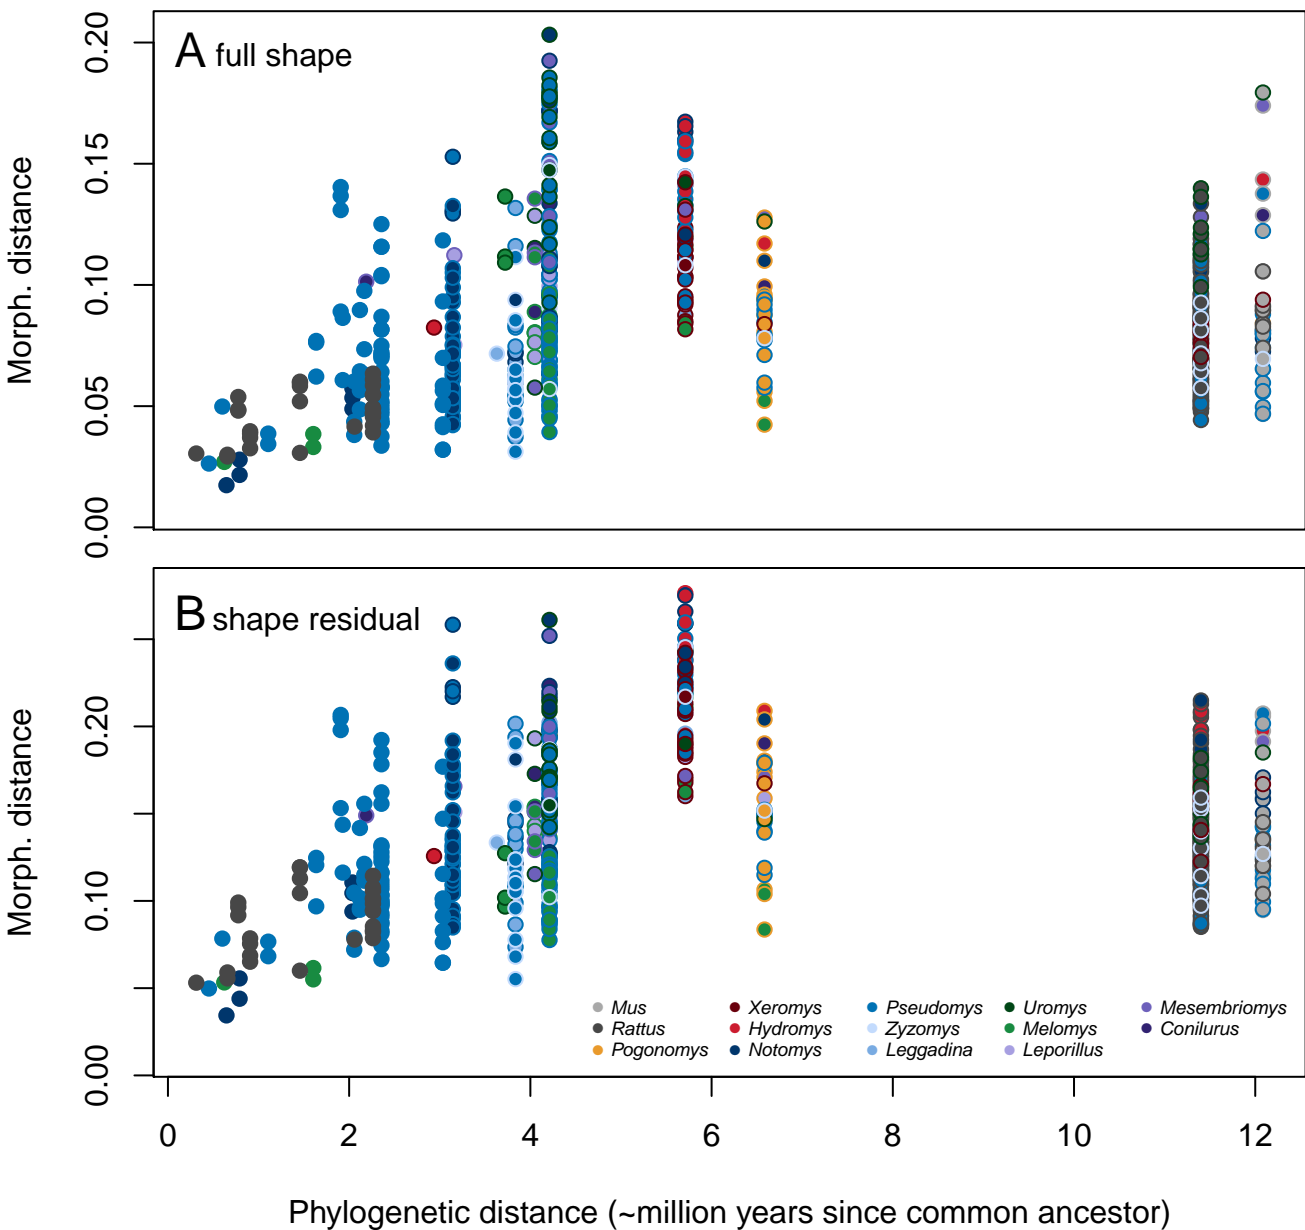 A full shape
0.20
0.15
0.10
0.05
0.00
Morph. distance
B shape residual
0.20
0.10
0.00
Morph. distance
Mus Xeromys Pseudomys Uromys Mesembriomys
Rattus Hydromys Zyzomys Melomys Conilurus
Pogonomys Notomys Leggadina Leporillus
0 2 4 6 8 10 12
Phylogenetic distance (~million years since common ancestor)